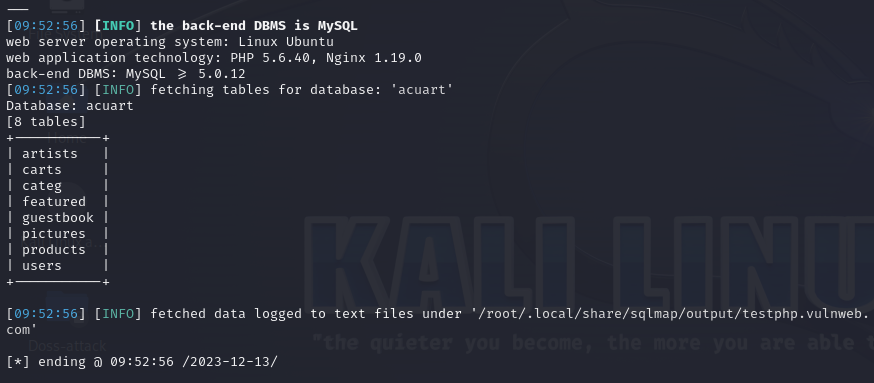 ---
[09:52:56] [INFO] the back-end DBMS is MySQL
web server operating system: Linux Ubuntu
web application technology: PHP 5.6.40, Nginx 1.19.0
back-end DBMS: MySQL ≥ 5.0.12
[09:52:56] [INFO] fetching tables for database: 'acuart'
Database: acuart
[8 tables]
+-----------+
| artists   |
| carts     |
| categ     |
| featured  |
| guestbook |
| pictures  |
| products  |
| users     |
+-----------+
KALI LINU
[09:52:56] [INFO] fetched data logged to text files under '/root/.local/share/sqlmap/output/testphp.vulnweb.
com'
"the quieter you become, the more you are able t
Doss-attack
[*] ending @ 09:52:56 /2023-12-13/